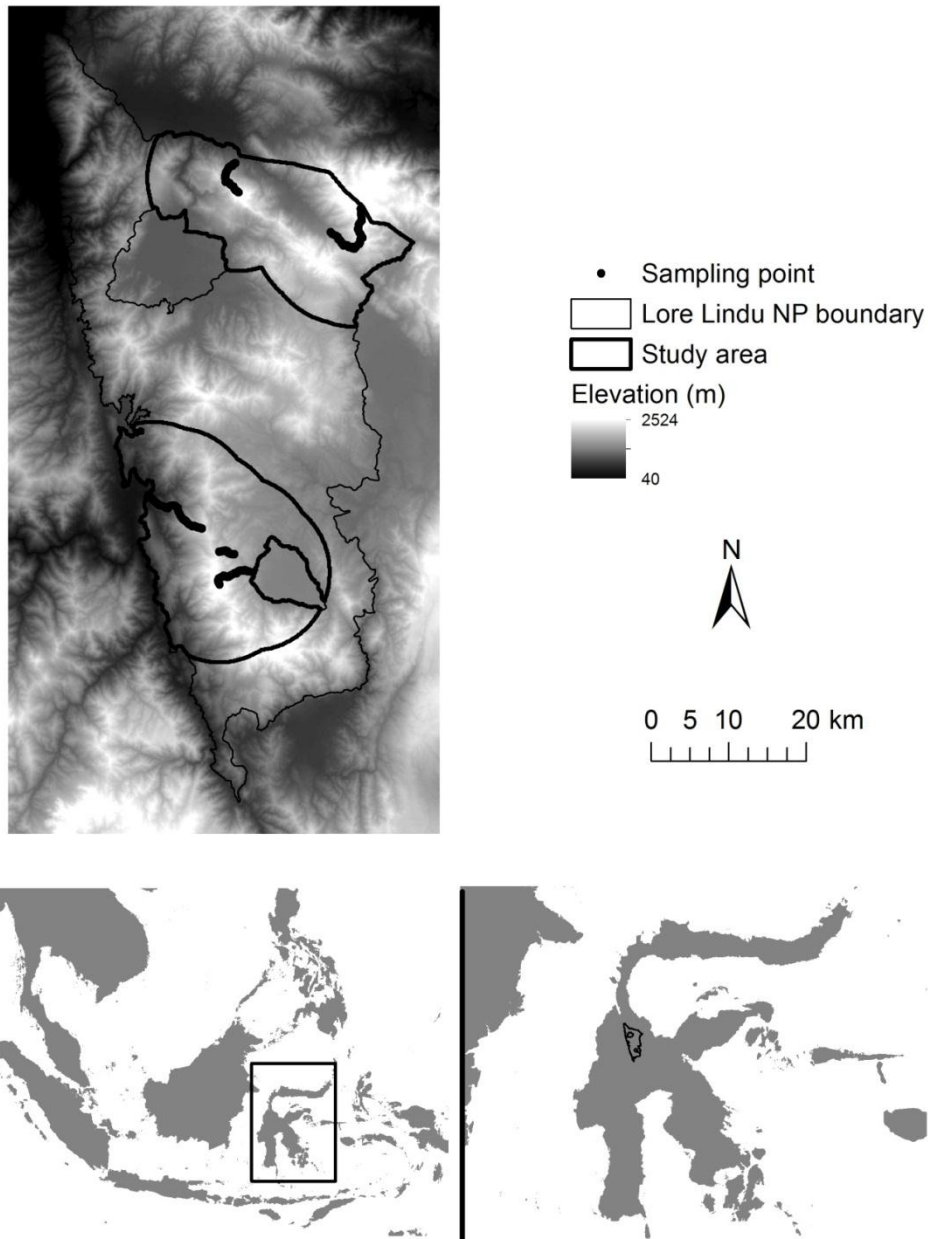 Sampling point
Lore Lindu NP boundary
Study area
Elevation (m)
2524
40
N
0 5 10 20 km